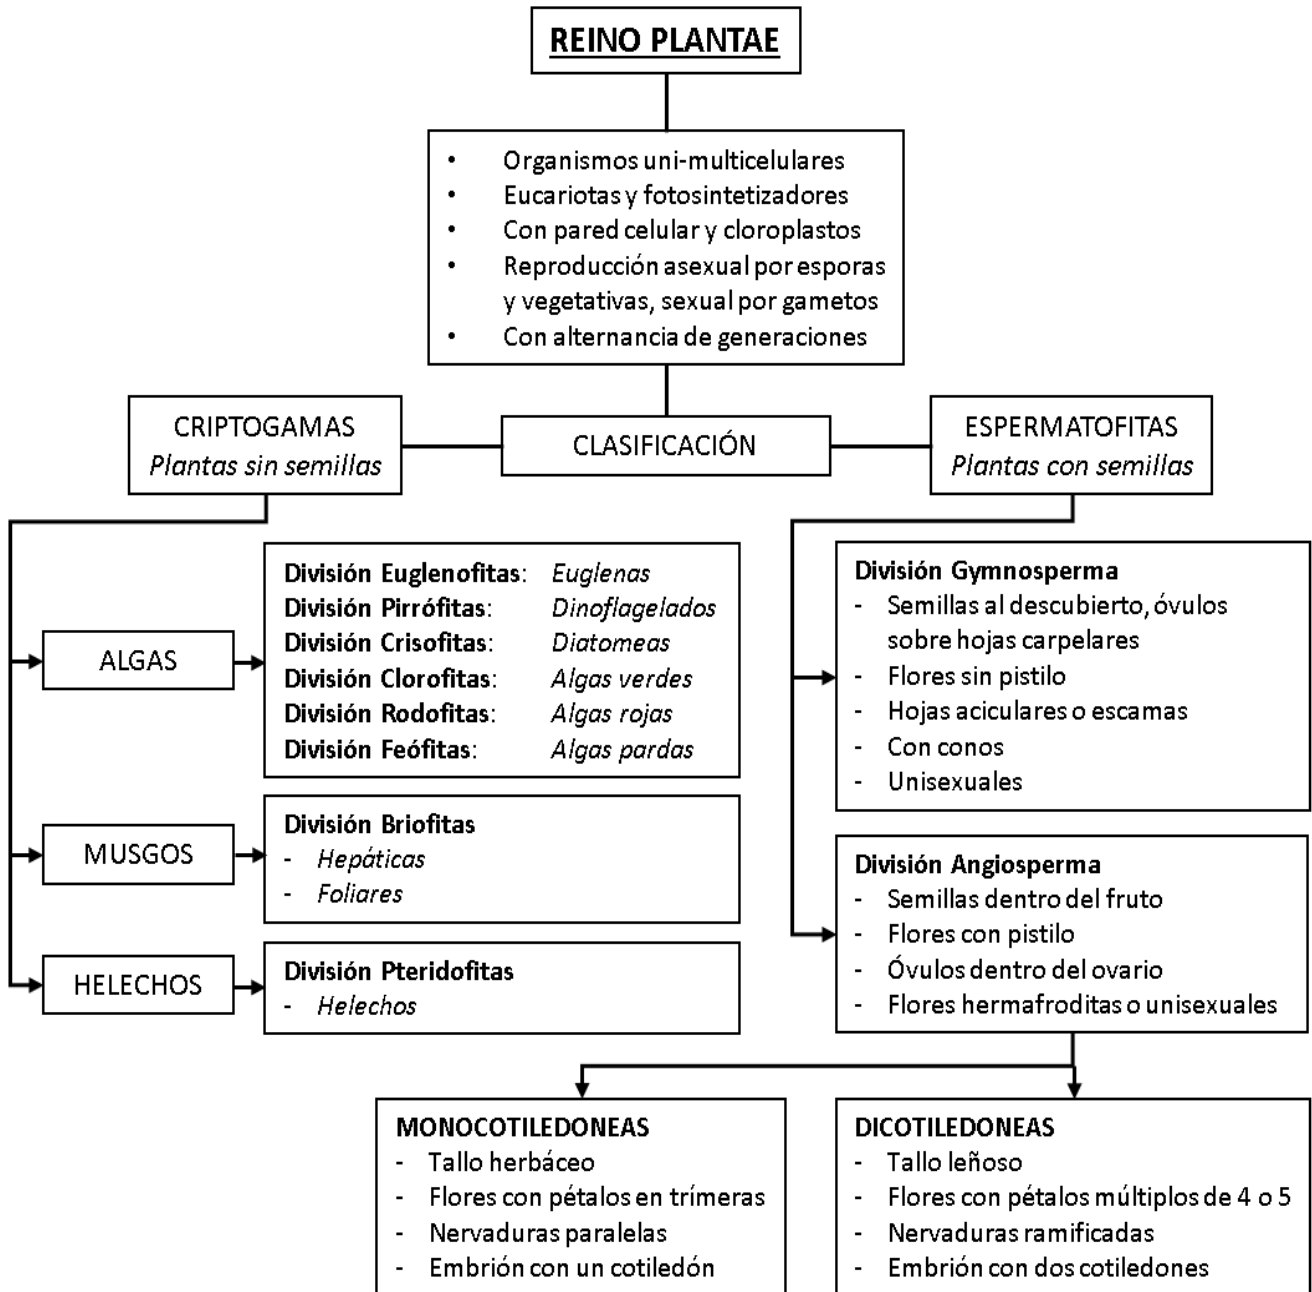 REINO PLANTAE
• Organismos uni-multicelulares
• Eucariotas y fotosintetizadores
• Con pared celular y cloroplastos
• Reproducción asexual por esporas
y vegetativas, sexual por gametos
• Con alternancia de generaciones
CRIPTOGAMAS
Plantas sin semillas
CLASIFICACIÓN
ESPERMATOFITAS
Plantas con semillas
ALGAS
División Euglenofitas: Euglenas
División Pirrófitas: Dinoflagelados
División Crisofitas: Diatomeas
División Clorofitas: Algas verdes
División Rodofitas: Algas rojas
División Feófitas: Algas pardas
MUSGOS
División Briofitas
- Hepáticas
- Foliares
HELECHOS
División Pteridofitas
- Helechos
División Gymnosperma
- Semillas al descubierto, óvulos
sobre hojas carpelares
- Flores sin pistilo
- Hojas aciculares o escamas
- Con conos
- Unisexuales
División Angiosperma
- Semillas dentro del fruto
- Flores con pistilo
- Óvulos dentro del ovario
- Flores hermafroditas o unisexuales
MONOCOTILEDONEAS
- Tallo herbáceo
- Flores con pétalos en trímeras
- Nervaduras paralelas
- Embrión con un cotiledón
DICOTILEDONEAS
- Tallo leñoso
- Flores con pétalos múltiplos de 4 o 5
- Nervaduras ramificadas
- Embrión con dos cotiledones